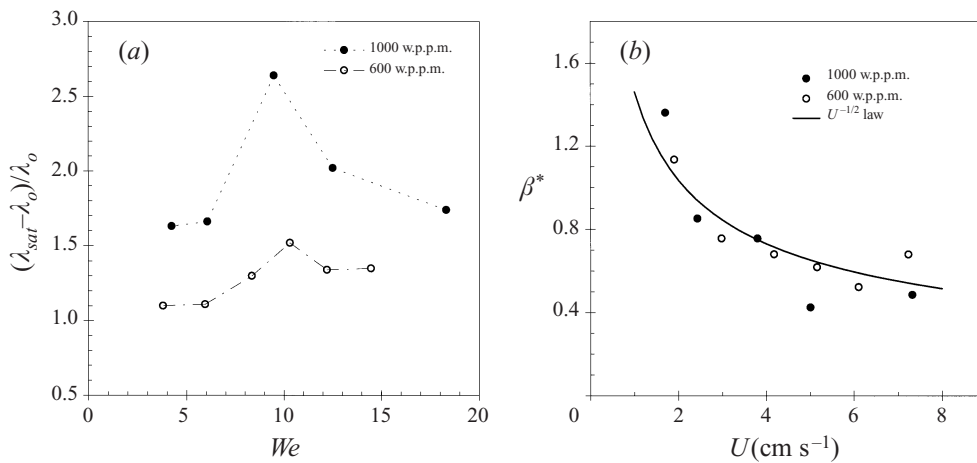 (a)
1000 w.p.p.m.
600 w.p.p.m.
(λsat−λo)/λo
3.0
2.5
2.0
1.5
1.0
0.5
0 5 10 15 20
We
(b)
1000 w.p.p.m.
600 w.p.p.m.
U−1/2 law
β*
1.6
1.2
0.8
0.4
0 2 4 6 8
U(cm s−1)